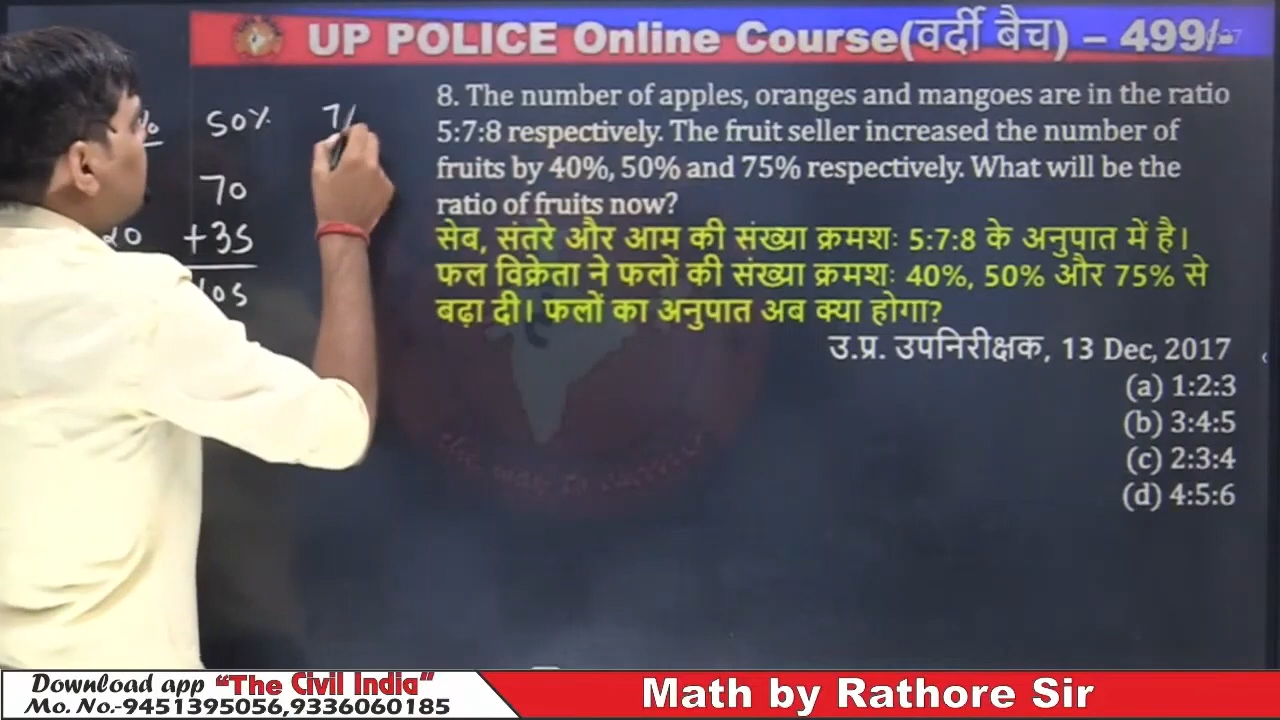 UP POLICE Online Course(वर्दी बैच) – 499/-
8. The number of apples, oranges and mangoes are in the ratio
5:7:8 respectively. The fruit seller increased the number of
fruits by 40%, 50% and 75% respectively. What will be the
ratio of fruits now?
सेब, संतरे और आम की संख्या क्रमशः 5:7:8 के अनुपात में है।
फल विक्रेता ने फलों की संख्या क्रमशः 40%, 50% और 75% से
बढ़ा दी। फलों का अनुपात अब क्या होगा?
उ.प्र. उपनिरीक्षक, 13 Dec, 2017
(a) 1:2:3
(b) 3:4:5
(c) 2:3:4
(d) 4:5:6
50%
7
70
20 +35
105
Download app "The Civil India"
Mo. No.-9451395056,9336060185
Math by Rathore Sir